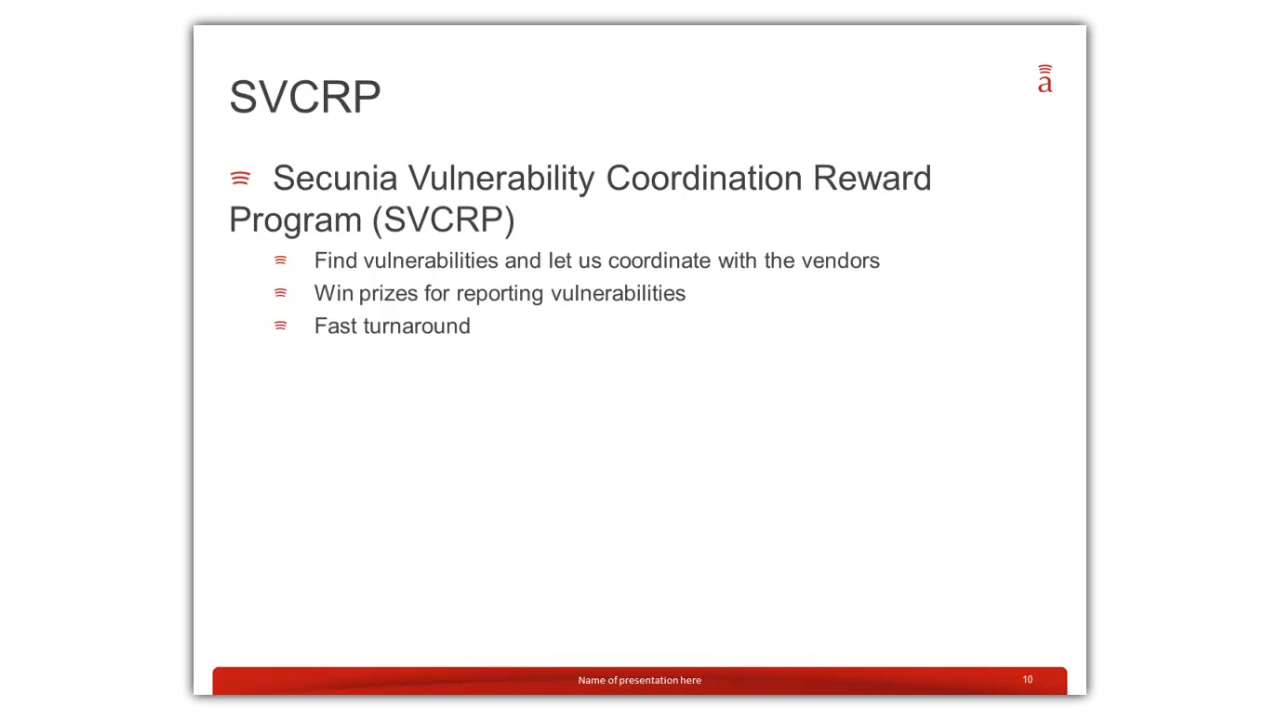 SVCRP
a
Secunia Vulnerability Coordination Reward
Program (SVCRP)
Find vulnerabilities and let us coordinate with the vendors
Win prizes for reporting vulnerabilities
Fast turnaround
Name of presentation here
10